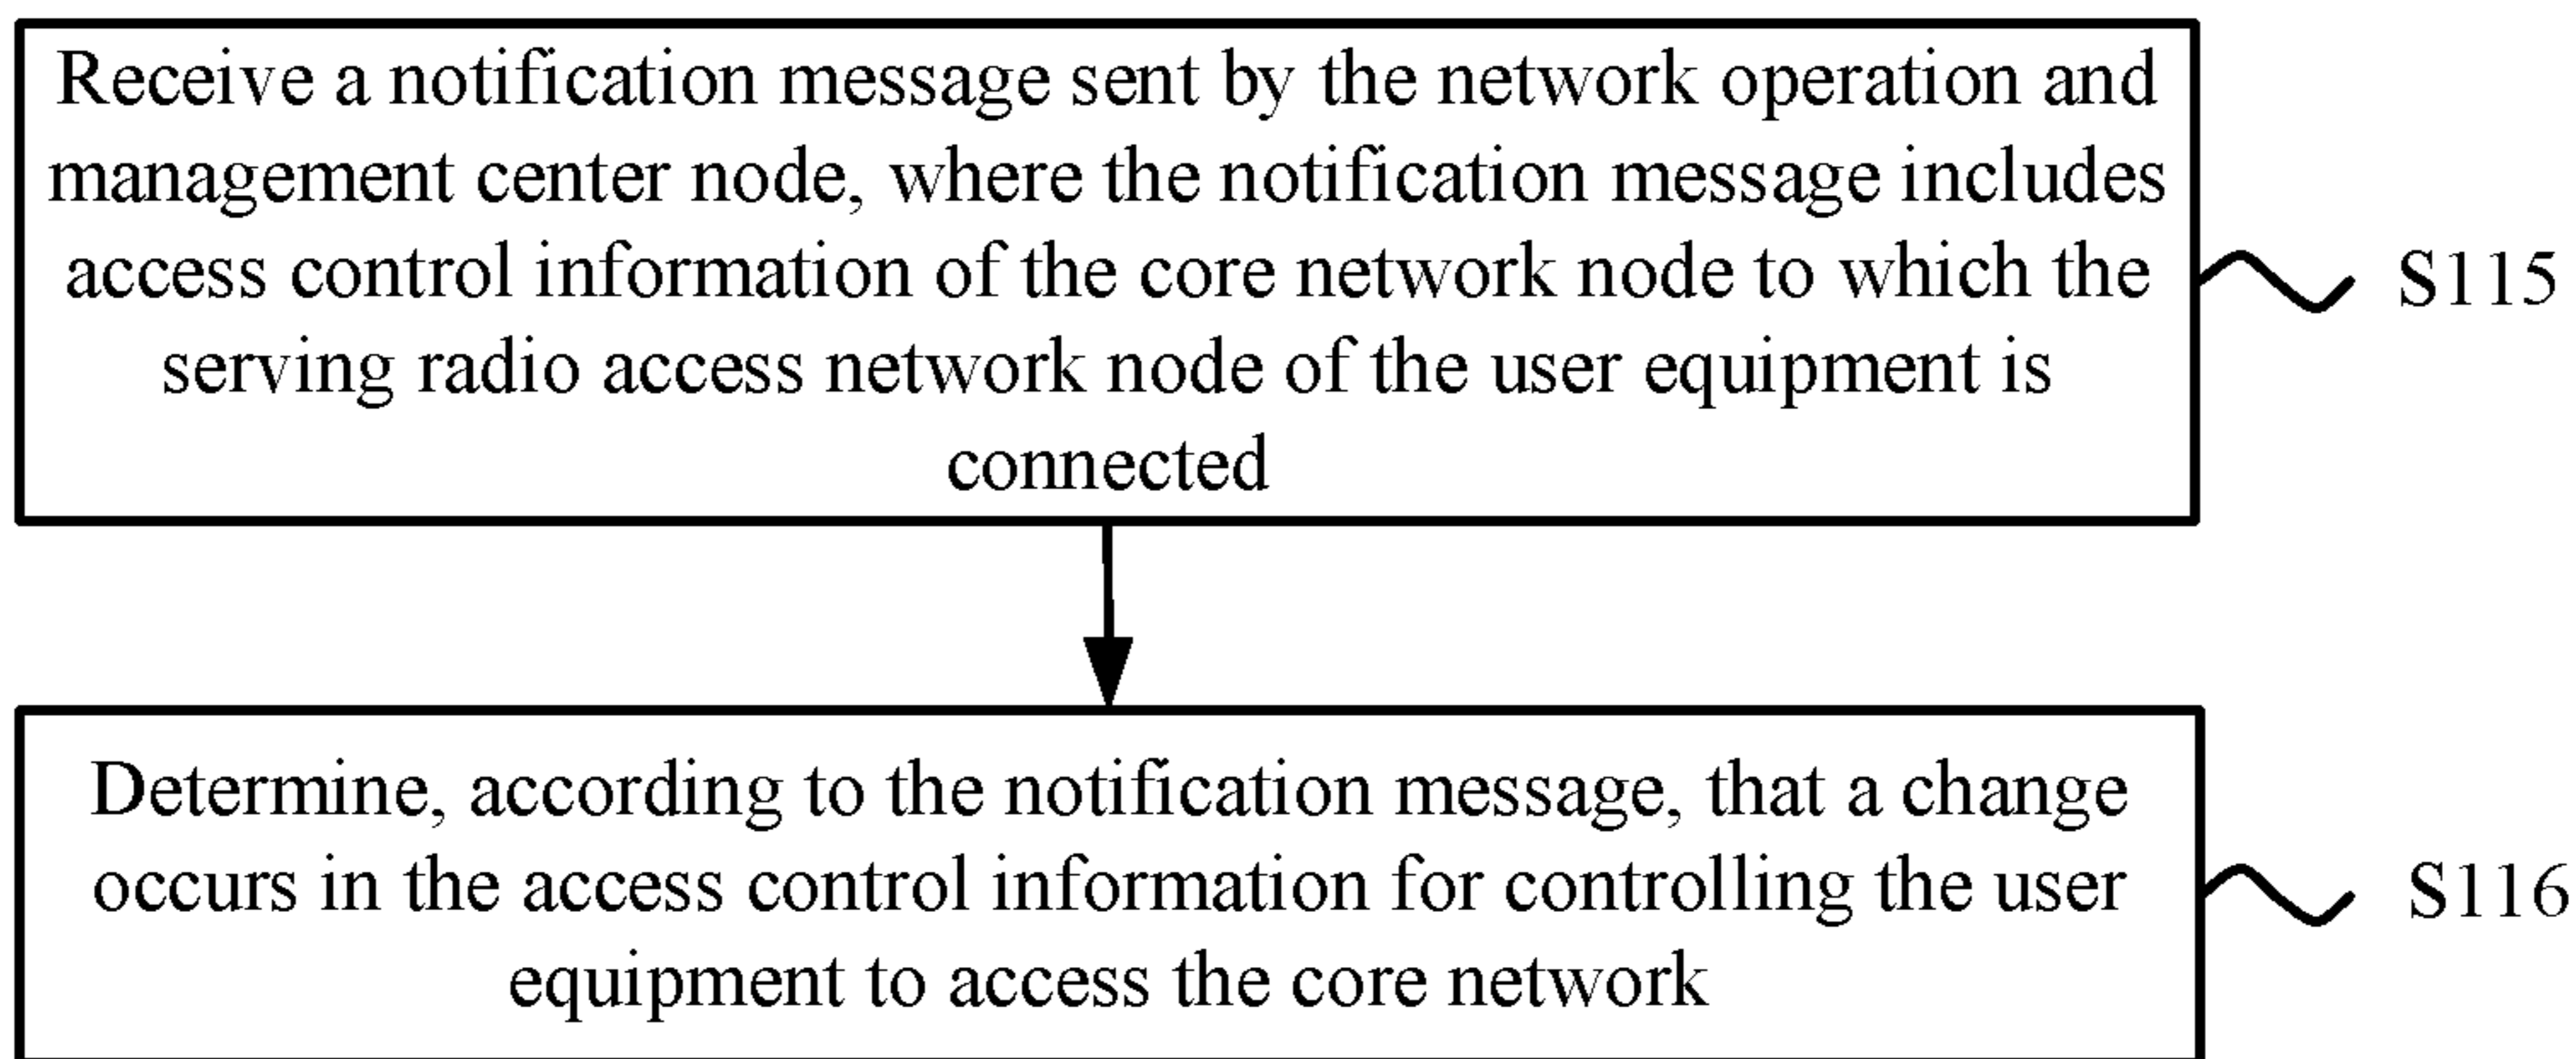 Receive a notification message sent by the network operation and
management center node, where the notification message includes
access control information of the core network node to which the
serving radio access network node of the user equipment is
connected
S115
Determine, according to the notification message, that a change
occurs in the access control information for controlling the user
equipment to access the core network
S116